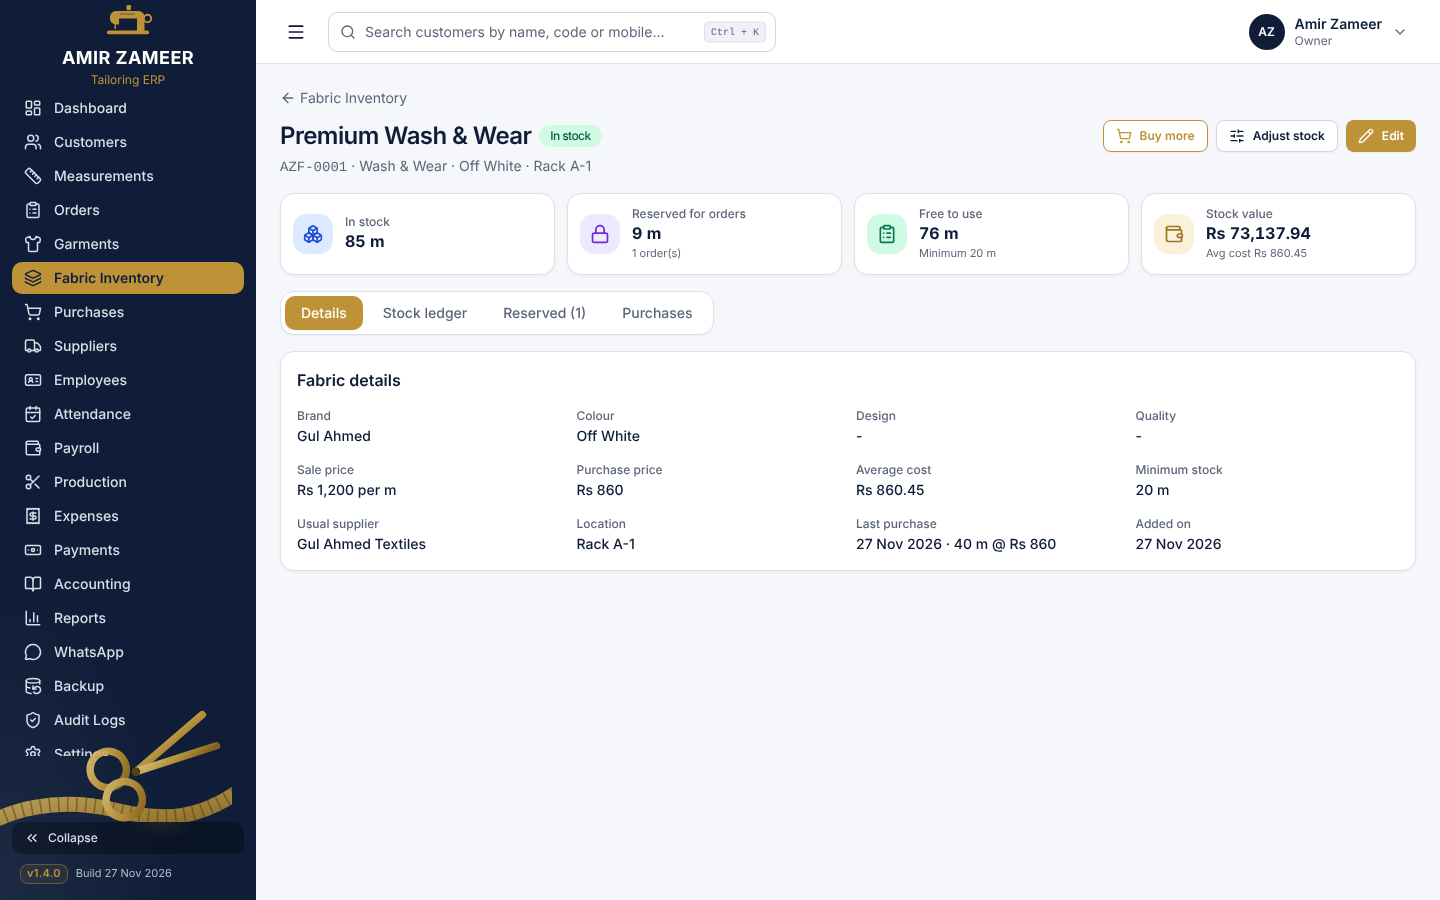 AMIR ZAMEER
Tailoring ERP
Dashboard
Customers
Measurements
Orders
Garments
Fabric Inventory
Purchases
Suppliers
Employees
Attendance
Payroll
Production
Expenses
Payments
Accounting
Reports
WhatsApp
Backup
Audit Logs
Settings
Collapse
v1.4.0 Build 27 Nov 2026
Search customers by name, code or mobile... Ctrl + K
AZ Amir Zameer
Owner
Fabric Inventory
Premium Wash & Wear In stock
Buy more Adjust stock Edit
AZF-0001 · Wash & Wear · Off White · Rack A-1
In stock
85 m
Reserved for orders
9 m
1 order(s)
Free to use
76 m
Minimum 20 m
Stock value
Rs 73,137.94
Avg cost Rs 860.45
Details Stock ledger Reserved (1) Purchases
Fabric details
Brand Colour Design Quality
Gul Ahmed Off White - -
Sale price Purchase price Average cost Minimum stock
Rs 1,200 per m Rs 860 Rs 860.45 20 m
Usual supplier Location Last purchase Added on
Gul Ahmed Textiles Rack A-1 27 Nov 2026 · 40 m @ Rs 860 27 Nov 2026